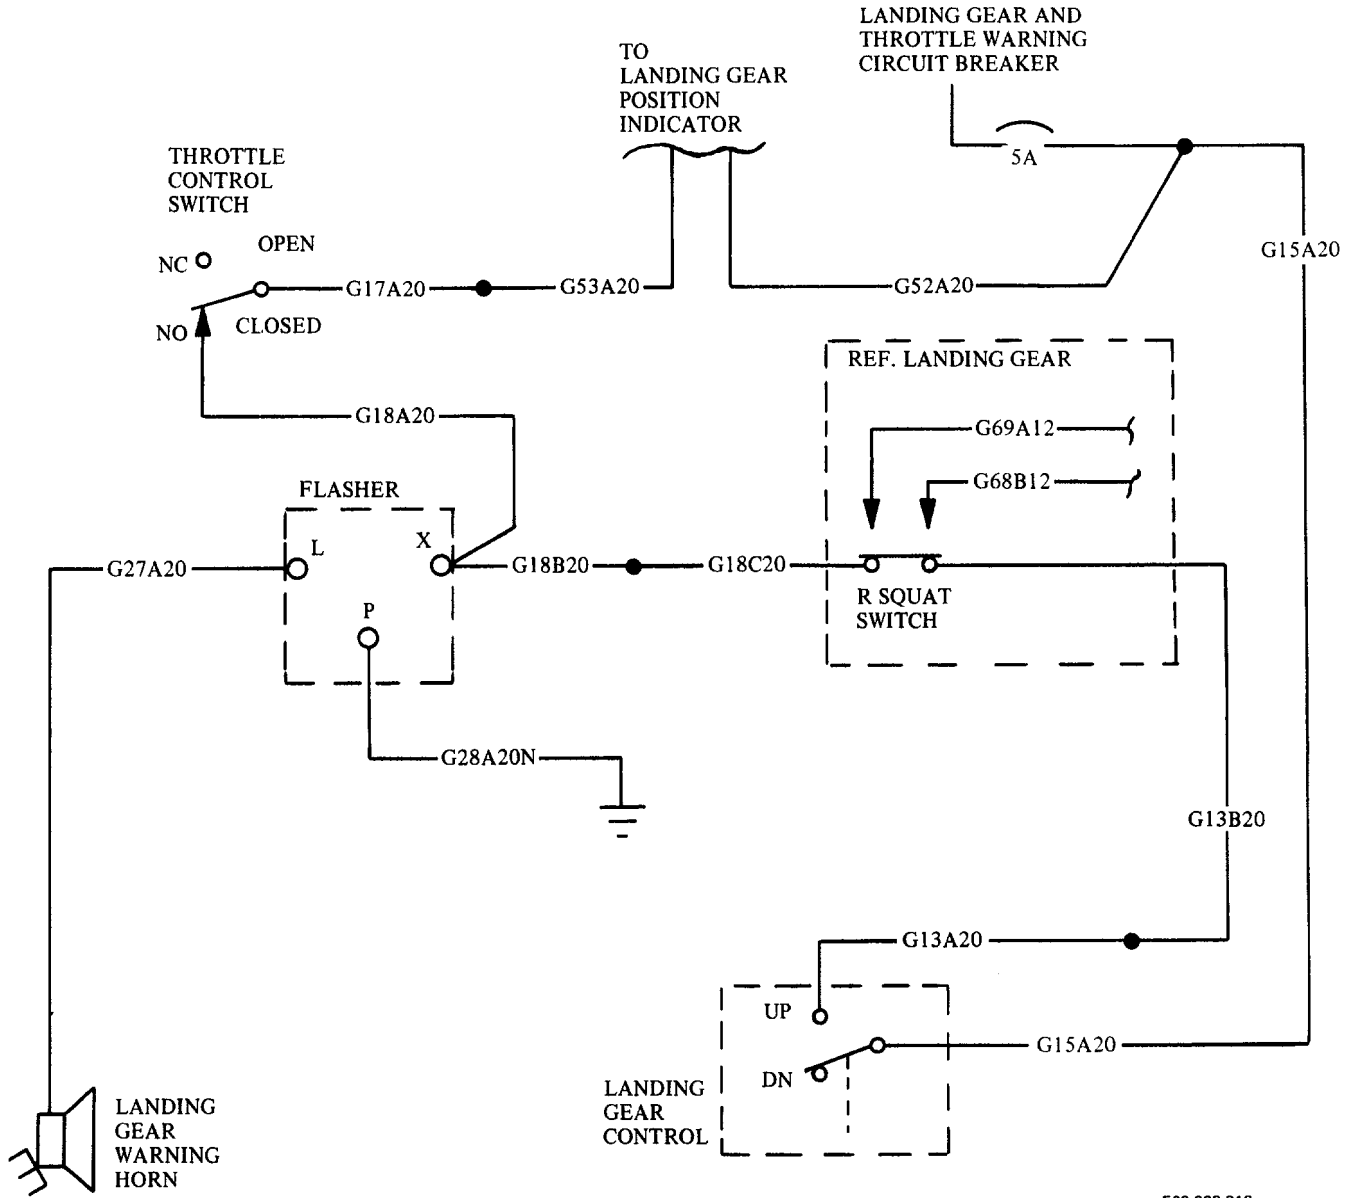 LANDING GEAR AND
THROTTLE WARNING
CIRCUIT BREAKER
TO
LANDING GEAR
POSITION
INDICATOR
5A
THROTTLE
CONTROL
SWITCH
OPEN
NC
G17A20
G53A20
G52A20
G15A20
NO
CLOSED
REF. LANDING GEAR
G18A20
G69A12
G68B12
FLASHER
L
X
G27A20
G18B20
G18C20
R SQUAT
SWITCH
P
G28A20N
G13B20
G13A20
UP
DN
G15A20
LANDING
GEAR
CONTROL
LANDING
GEAR
WARNING
HORN